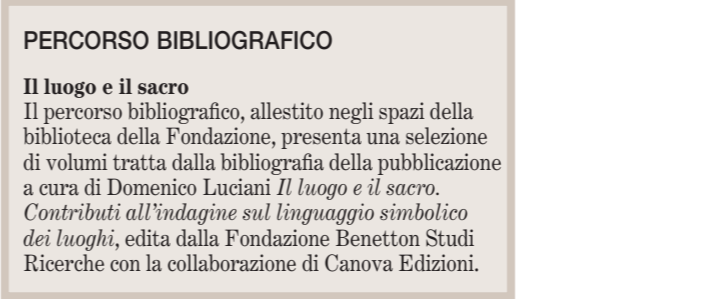 PERCORSO BIBLIOGRAFICO
Il luogo e il sacro
Il percorso bibliografico, allestito negli spazi della
biblioteca della Fondazione, presenta una selezione
di volumi tratta dalla bibliografia della pubblicazione
a cura di Domenico Luciani Il luogo e il sacro.
Contributi all’indagine sul linguaggio simbolico
dei luoghi, edita dalla Fondazione Benetton Studi
Ricerche con la collaborazione di Canova Edizioni.